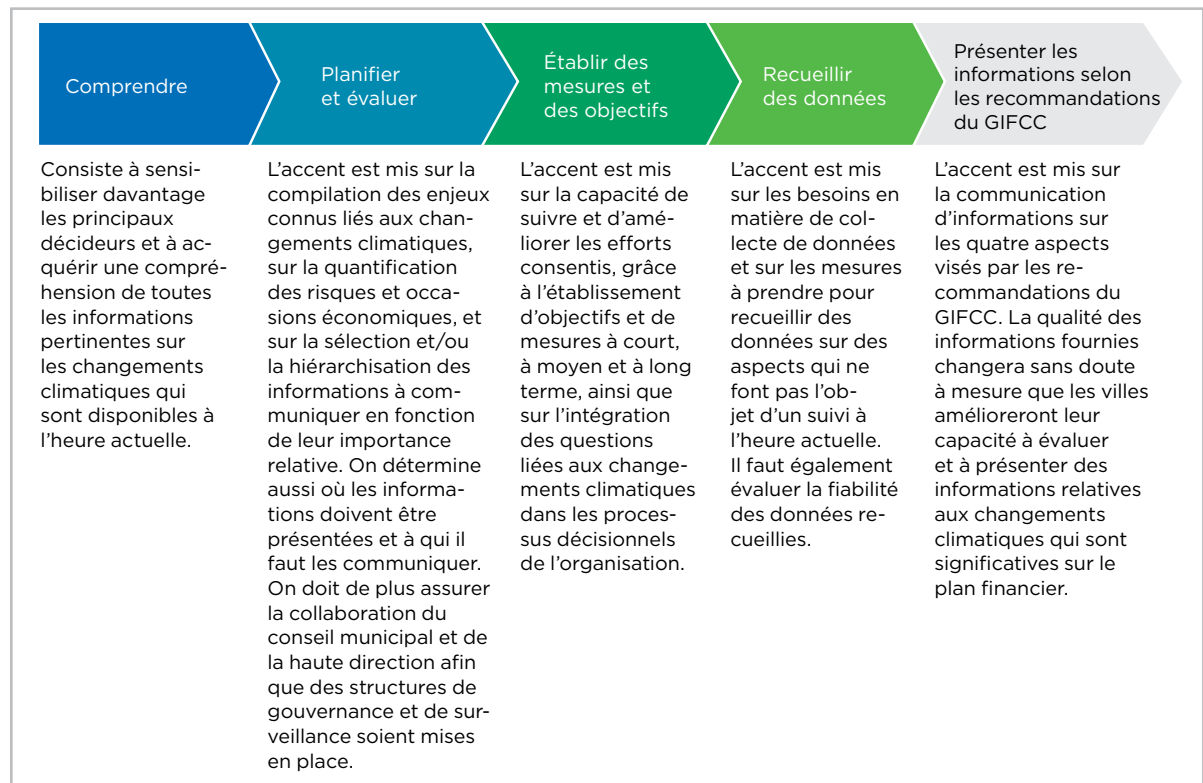 Comprendre
Planifier
et évaluer
Établir des
mesures et
des objectifs
Recueillir
des données
Présenter les
informations selon
les recommandations
du GIFCC
Consiste à sensi-
biliser davantage
les principaux
décideurs et à ac-
quérir une compré-
hension de toutes
les informations
pertinentes sur
les changements
climatiques qui
sont disponibles à
l’heure actuelle.
L’accent est mis sur la
compilation des enjeux
connus liés aux chan-
gements climatiques,
sur la quantification
des risques et occa-
sions économiques, et
sur la sélection et/ou
la hiérarchisation des
informations à com-
muniquer en fonction
de leur importance
relative. On détermine
aussi où les informa-
tions doivent être
présentées et à qui il
faut les communiquer.
On doit de plus assurer
la collaboration du
conseil municipal et de
la haute direction afin
que des structures de
gouvernance et de sur-
veillance soient mises
en place.
L’accent est mis
sur la capacité de
suivre et d’amé-
liorer les efforts
consentis, grâce
à l’établissement
d’objectifs et de
mesures à court,
à moyen et à long
terme, ainsi que
sur l’intégration
des questions
liées aux change-
ments climatiques
dans les proces-
sus décisionnels
de l’organisation.
L’accent est mis
sur les besoins en
matière de col-
lecte de données
et sur les mesures
à prendre pour
recueillir des
données sur des
aspects qui ne
font pas l’ob-
jet d’un suivi à
l’heure actuelle.
Il faut également
évaluer la fiabilité
des données re-
cueillies.
L’accent est mis sur
la communication
d’informations sur
les quatre aspects
visés par les re-
commandations du
GIFCC. La qualité des
informations fournies
changera sans doute
à mesure que les villes
amélioreront leur
capacité à évaluer
et à présenter des
informations relatives
aux changements
climatiques qui sont
significatives sur le
plan financier.